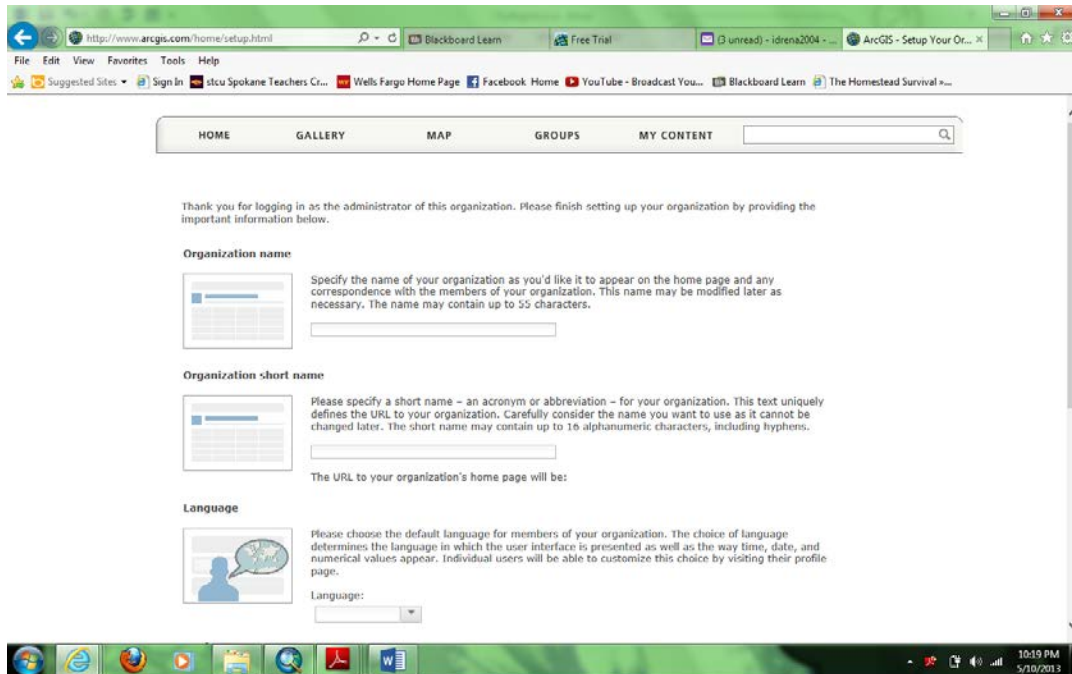 http://www.arcgis.com/home/setup.html
Blackboard Learn
Free Trial
(3 unread) - idrena2004 - ...
ArcGIS - Setup Your Or...
File Edit View Favorites Tools Help
Suggested Sites
Sign In
stcu Spokane Teachers Cr...
Wells Fargo Home Page
Facebook Home
YouTube - Broadcast You...
Blackboard Learn
The Homestead Survival »...
HOME GALLERY MAP GROUPS MY CONTENT
Thank you for logging in as the administrator of this organization. Please finish setting up your organization by providing the
important information below.
Organization name
Specify the name of your organization as you'd like it to appear on the home page and any
correspondence with the members of your organization. This name may be modified later as
necessary. The name may contain up to 55 characters.
Organization short name
Please specify a short name – an acronym or abbreviation – for your organization. This text uniquely
defines the URL to your organization. Carefully consider the name you want to use as it cannot be
changed later. The short name may contain up to 16 alphanumeric characters, including hyphens.
The URL to your organization's home page will be:
Language
Please choose the default language for members of your organization. The choice of language
determines the language in which the user interface is presented as well as the way time, date, and
numerical values appear. Individual users will be able to customize this choice by visiting their profile
page.
Language:
10:19 PM
5/10/2013